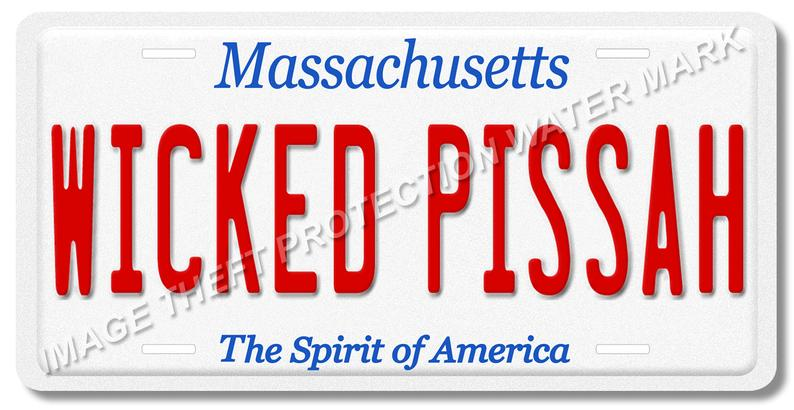 Massachusetts
WICKED PISSAH
The Spirit of America
IMAGE THEFT PROTECTION WATER MARK